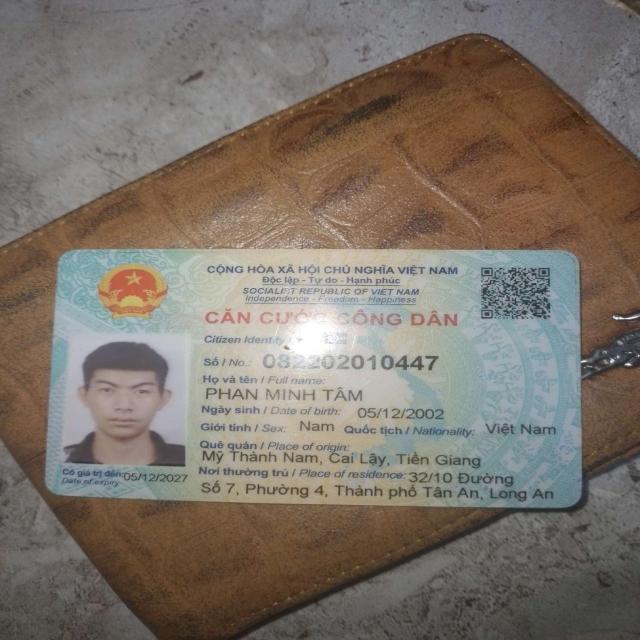 CỘNG HÒA XÃ HỘI CHỦ NGHĨA VIỆT NAM
Độc lập - Tự do - Hạnh phúc
SOCIALIST REPUBLIC OF VIET NAM
Independence - Freedom - Happiness
CĂN CƯỚC CÔNG DÂN
Citizen Identity
Số / No.: 082202010447
Họ và tên / Full name:
PHAN MINH TÂM
Ngày sinh / Date of birth: 05/12/2002
Giới tính / Sex: Nam Quốc tịch / Nationality: Việt Nam
Quê quán / Place of origin:
Mỹ Thành Nam, Cai Lậy, Tiền Giang
Nơi thường trú / Place of residence: 32/10 Đường
Số 7, Phường 4, Thành phố Tân An, Long An
Có giá trị đến: 05/12/2027
Date of expiry